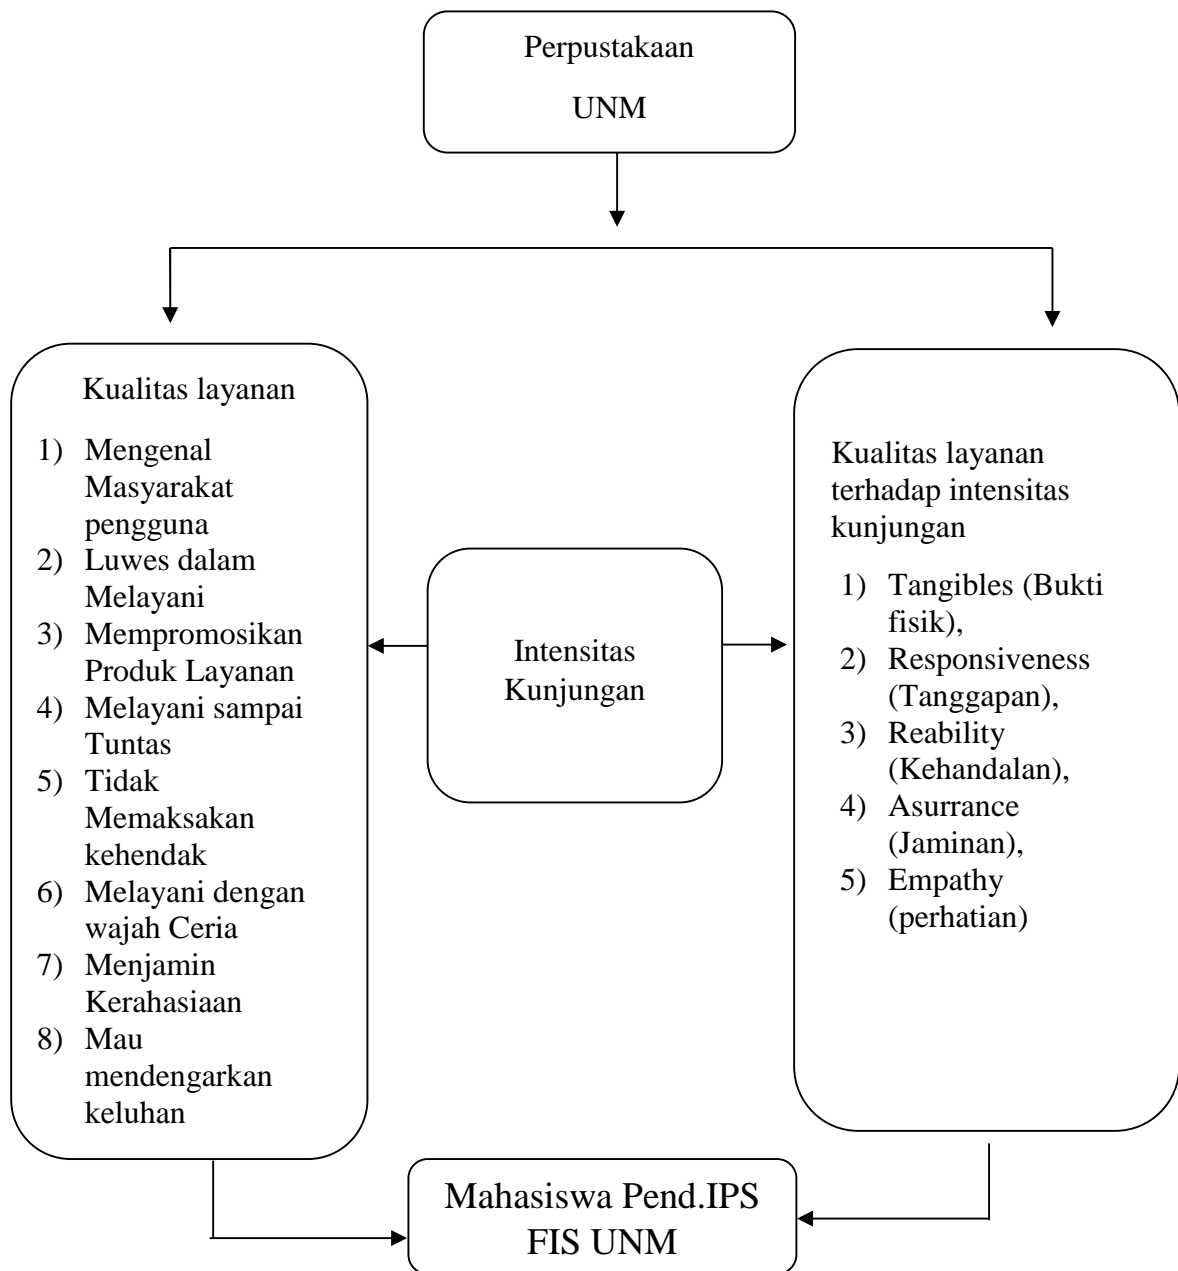 Perpustakaan
UNM
Kualitas layanan
1) Mengenal
Masyarakat
pengguna
2) Luwes dalam
Melayani
3) Mempromosikan
Produk Layanan
4) Melayani sampai
Tuntas
5) Tidak
Memaksakan
kehendak
6) Melayani dengan
wajah Ceria
7) Menjamin
Kerahasiaan
8) Mau
mendengarkan
keluhan
Intensitas
Kunjungan
Kualitas layanan
terhadap intensitas
kunjungan
1) Tangibles (Bukti
fisik),
2) Responsiveness
(Tanggapan),
3) Reability
(Kehandalan),
4) Asurrance
(Jaminan),
5) Empathy
(perhatian)
Mahasiswa Pend.IPS
FIS UNM